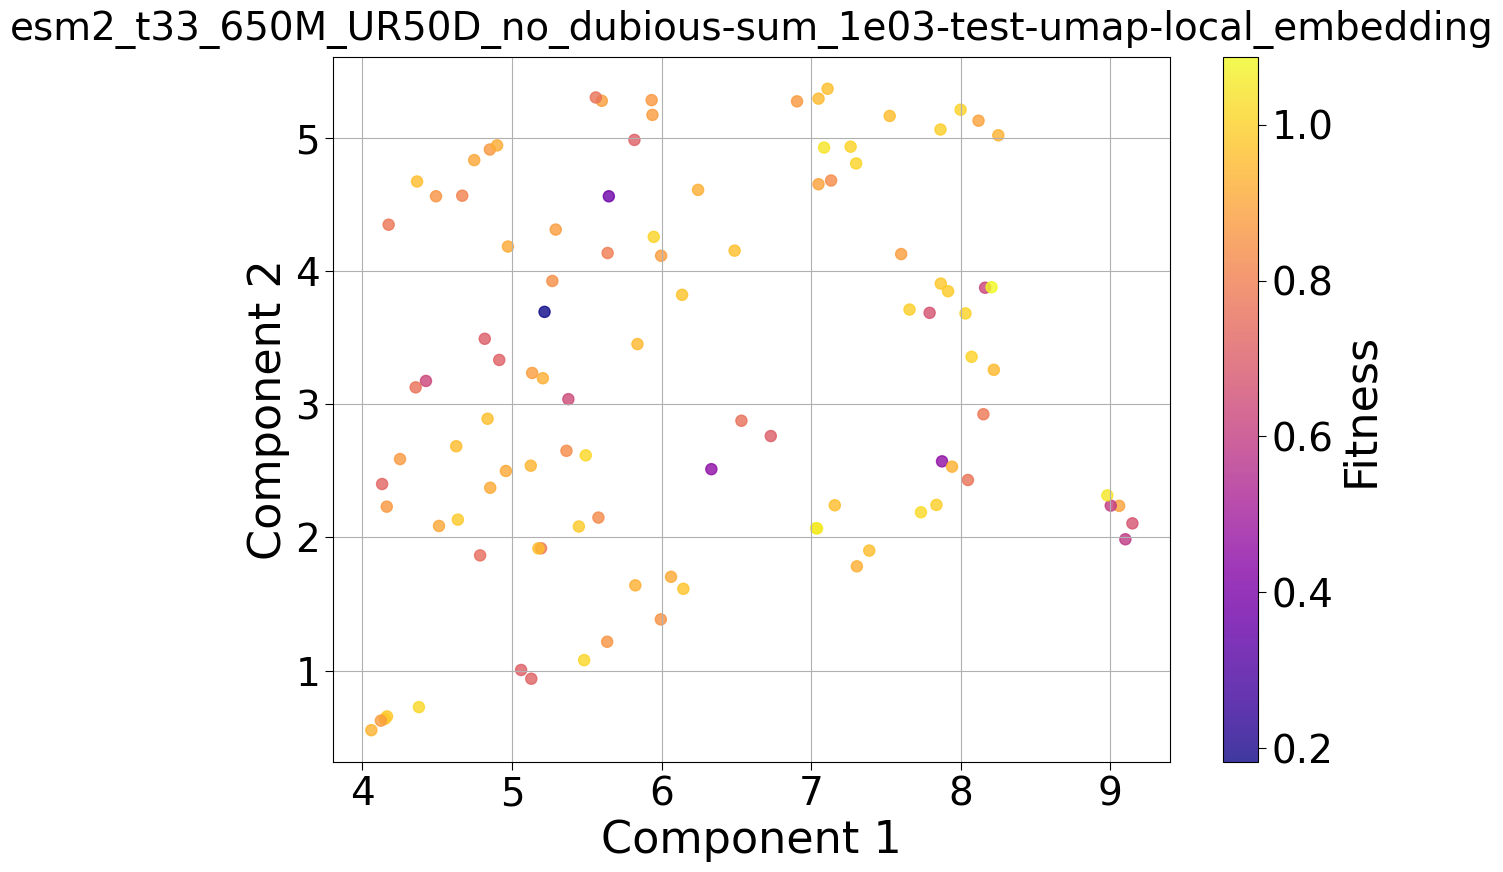 esm2_t33_650M_UR50D_no_dubious-sum_1e03-test-umap-local_embedding
Component 2
5
4
3
2
1
4 5 6 7 8 9
Component 1
1.0
0.8
0.6
0.4
0.2
Fitness